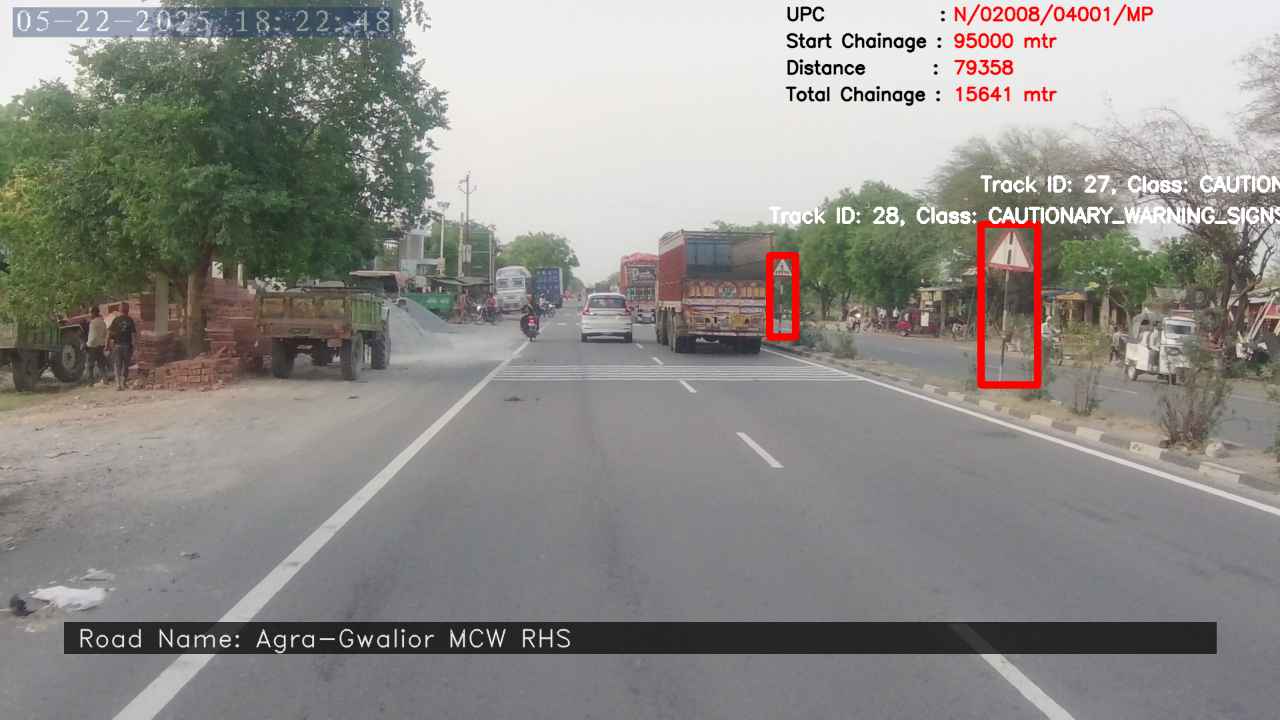 05-22-2025 18:22:48
UPC : N/02008/04001/MP
Start Chainage : 95000 mtr
Distance : 79358
Total Chainage : 15641 mtr
Track ID: 27, Class: CAUTION
Track ID: 28, Class: CAUTIONARY_WARNING_SIGNS
Road Name: Agra-Gwalior MCW RHS